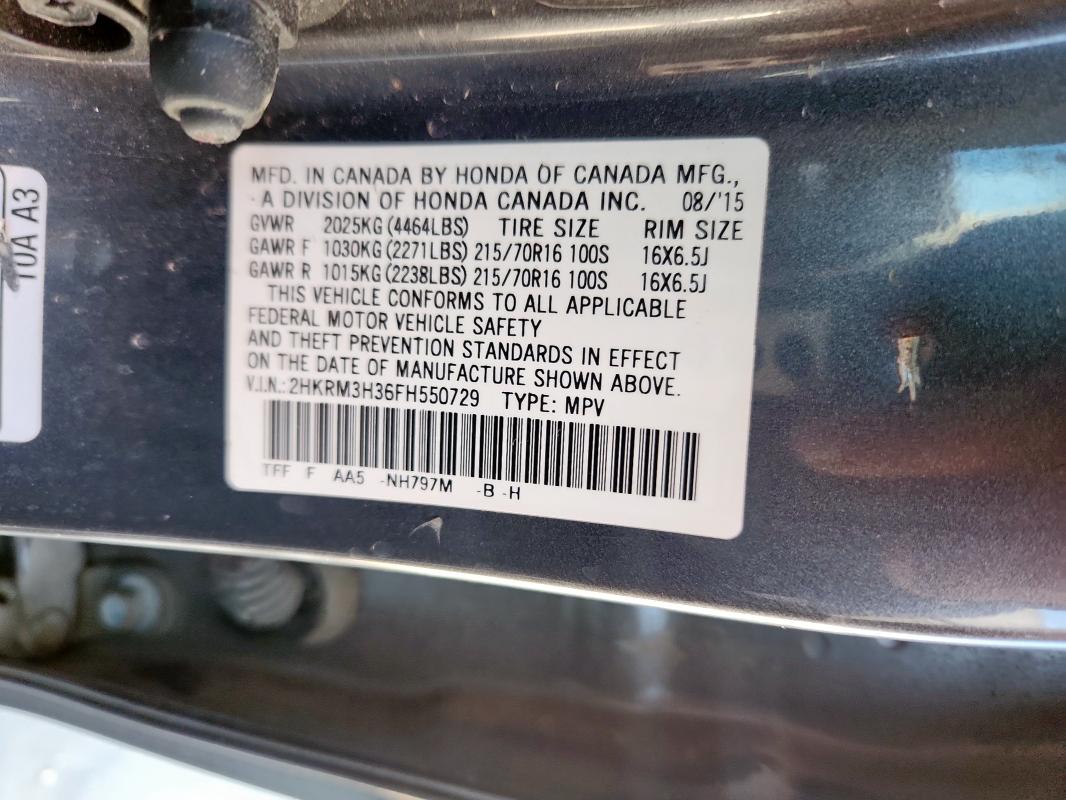 MFD. IN CANADA BY HONDA OF CANADA MFG.,
A DIVISION OF HONDA CANADA INC. 08/'15
GVWR 2025KG (4464LBS) TIRE SIZE RIM SIZE
GAWR F 1030KG (2271LBS) 215/70R16 100S 16X6.5J
GAWR R 1015KG (2238LBS) 215/70R16 100S 16X6.5J
THIS VEHICLE CONFORMS TO ALL APPLICABLE
FEDERAL MOTOR VEHICLE SAFETY
AND THEFT PREVENTION STANDARDS IN EFFECT
ON THE DATE OF MANUFACTURE SHOWN ABOVE.
V.I.N.: 2HKRM3H36FH550729 TYPE: MPV
TFF F AA5 -NH797M -B -H
T0A A3